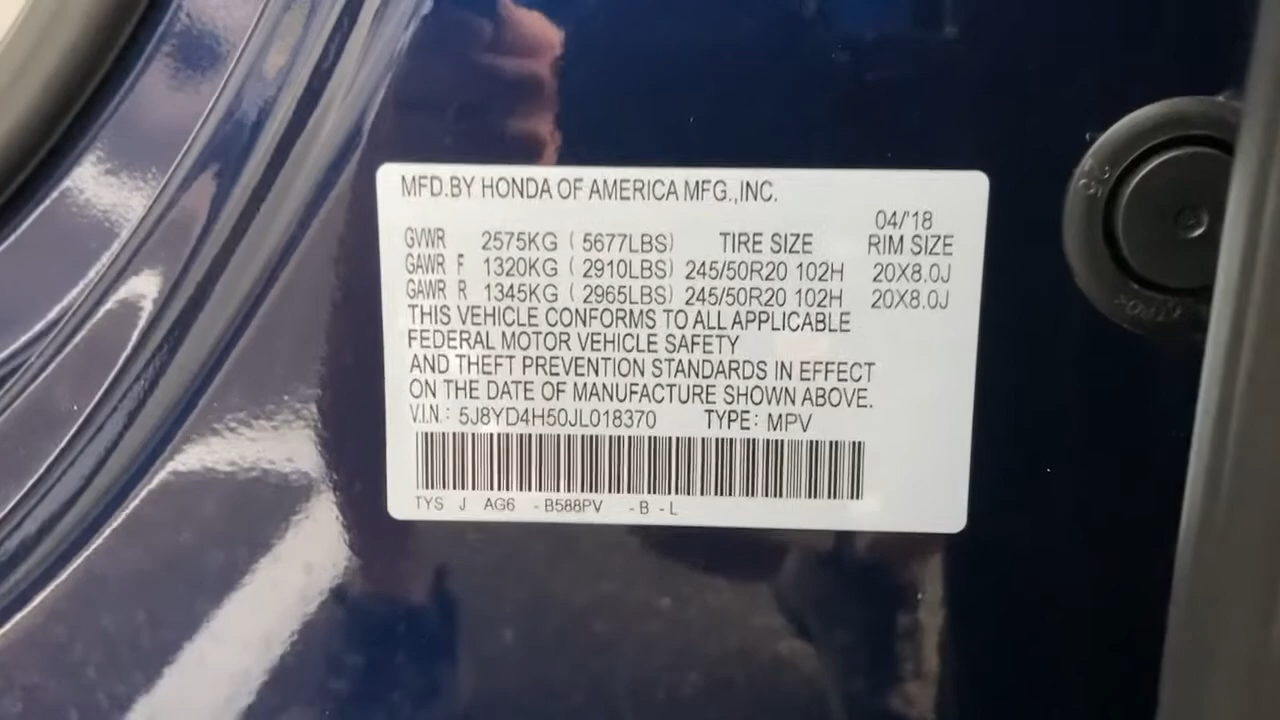 MFD.BY HONDA OF AMERICA MFG.,INC.
04/'18
GVWR 2575KG ( 5677LBS) TIRE SIZE RIM SIZE
GAWR F 1320KG ( 2910LBS) 245/50R20 102H 20X8.0J
GAWR R 1345KG ( 2965LBS) 245/50R20 102H 20X8.0J
THIS VEHICLE CONFORMS TO ALL APPLICABLE
FEDERAL MOTOR VEHICLE SAFETY
AND THEFT PREVENTION STANDARDS IN EFFECT
ON THE DATE OF MANUFACTURE SHOWN ABOVE.
V.I.N.: 5J8YD4H50JL018370 TYPE: MPV
TYS J AG6 -B588PV -B -L
25